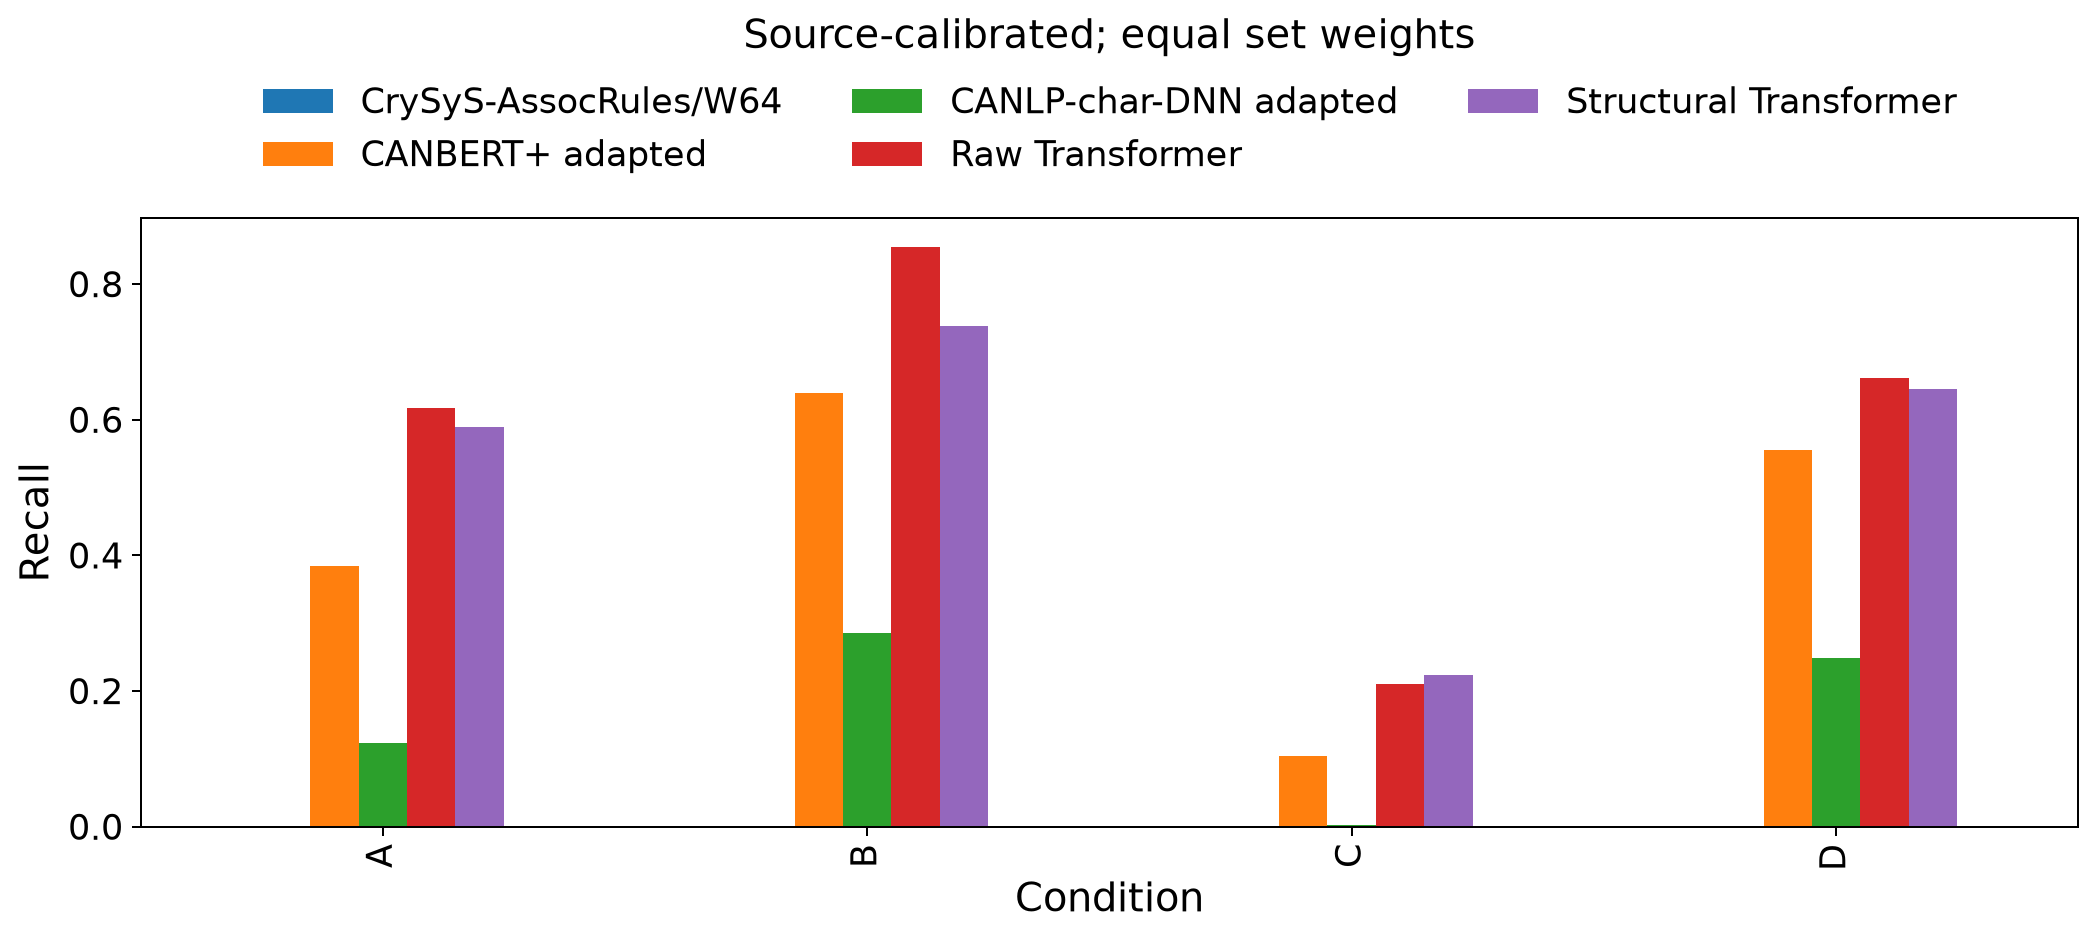 Source-calibrated; equal set weights
CrySyS-AssocRules/W64
CANBERT+ adapted
CANLP-char-DNN adapted
Raw Transformer
Structural Transformer
Recall
0.8
0.6
0.4
0.2
0.0
A
B
C
D
Condition